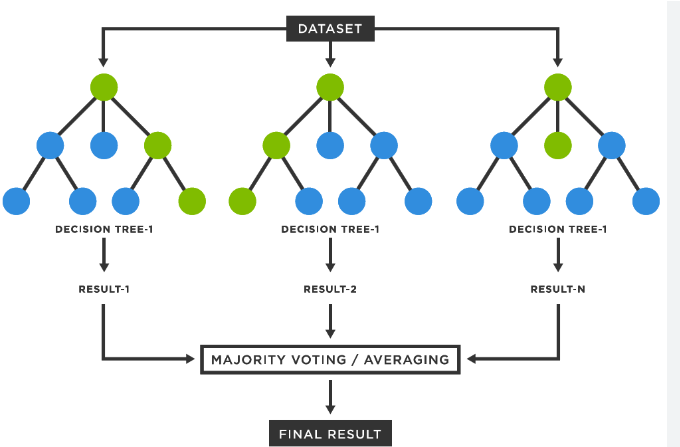 DATASET
DECISION TREE-1 DECISION TREE-1 DECISION TREE-1
RESULT-1 RESULT-2 RESULT-N
MAJORITY VOTING / AVERAGING
FINAL RESULT